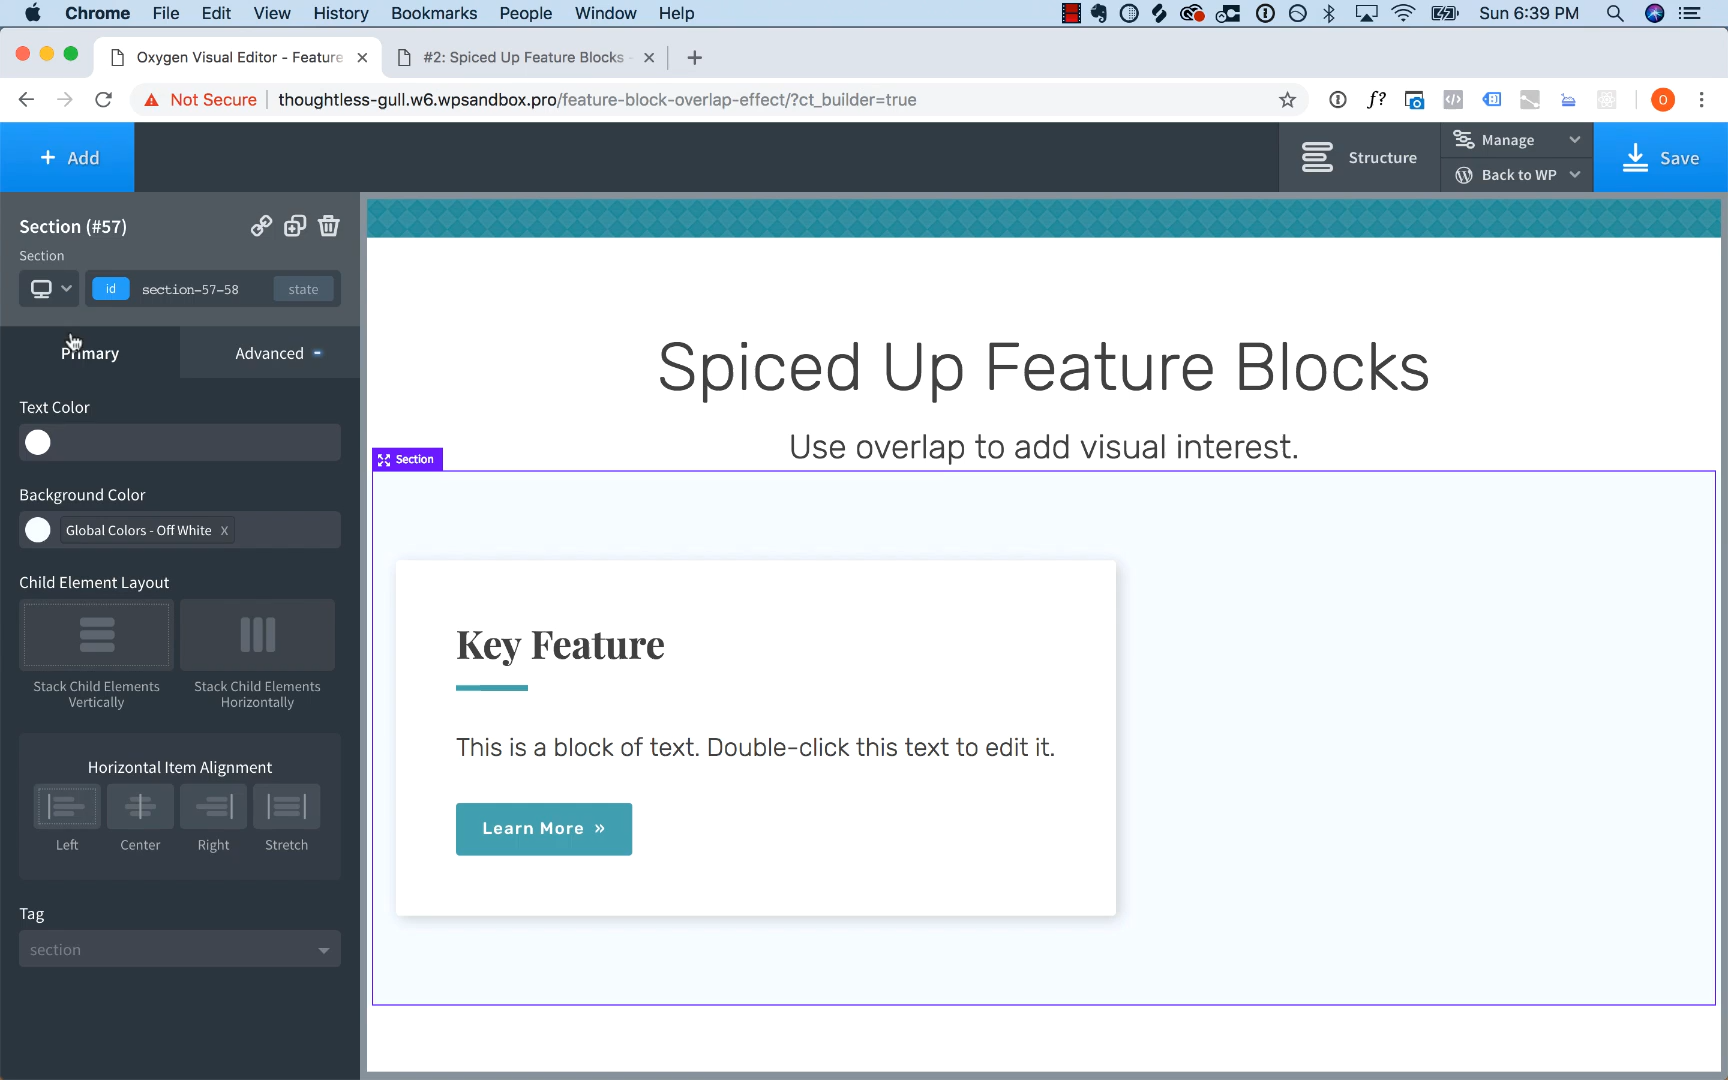 Chrome File Edit View History Bookmarks People Window Help Sun 6:39 PM
Oxygen Visual Editor - Feature #2: Spiced Up Feature Blocks -
Not Secure thoughtless-gull.w6.wpsandbox.pro/feature-block-overlap-effect/?ct_builder=true
+ Add
Structure
Manage
Back to WP
Save
Section (#57)
Section
id section-57-58 state
Primary
Advanced
Text Color
Background Color
Global Colors - Off White x
Child Element Layout
Stack Child Elements
Vertically
Stack Child Elements
Horizontally
Horizontal Item Alignment
Left Center Right Stretch
Tag
section
Spiced Up Feature Blocks
Use overlap to add visual interest.
Section
Key Feature
This is a block of text. Double-click this text to edit it.
Learn More »